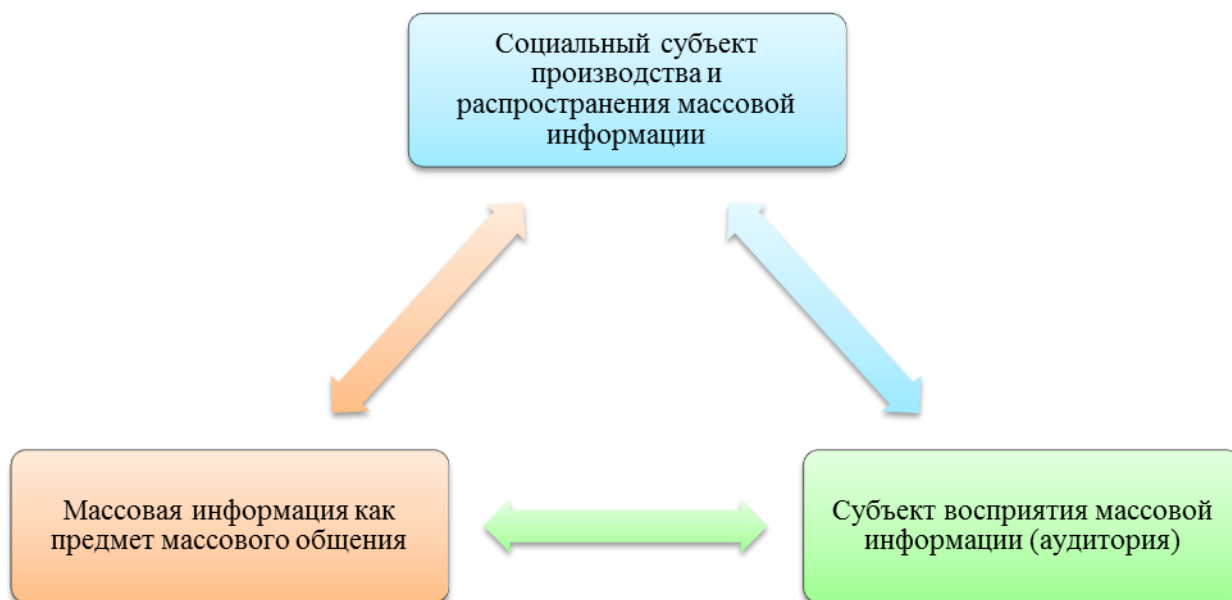 Социальный субъект
производства и
распространения массовой
информации
Массовая информация как
предмет массового общения
Субъект восприятия массовой
информации (аудитория)